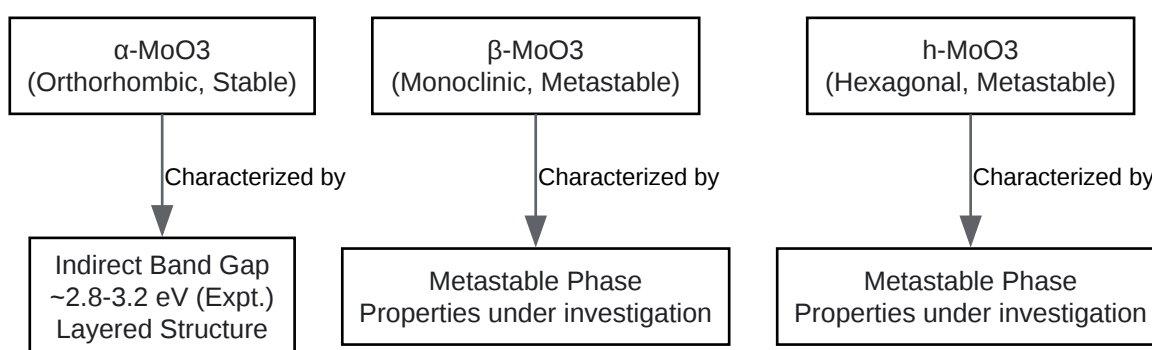 α-MoO3
(Orthorhombic, Stable)
β-MoO3
(Monoclinic, Metastable)
h-MoO3
(Hexagonal, Metastable)
Characterized by
Characterized by
Characterized by
Indirect Band Gap
~2.8-3.2 eV (Expt.)
Layered Structure
Metastable Phase
Properties under investigation
Metastable Phase
Properties under investigation